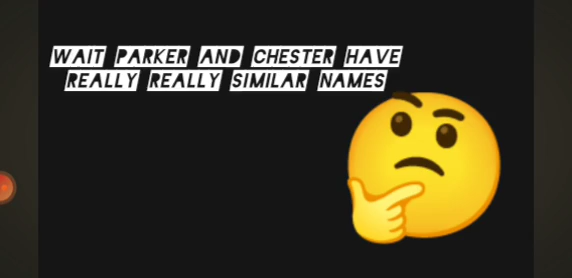 WAIT PARKER AND CHESTER HAVE
REALLY REALLY SIMILAR NAMES